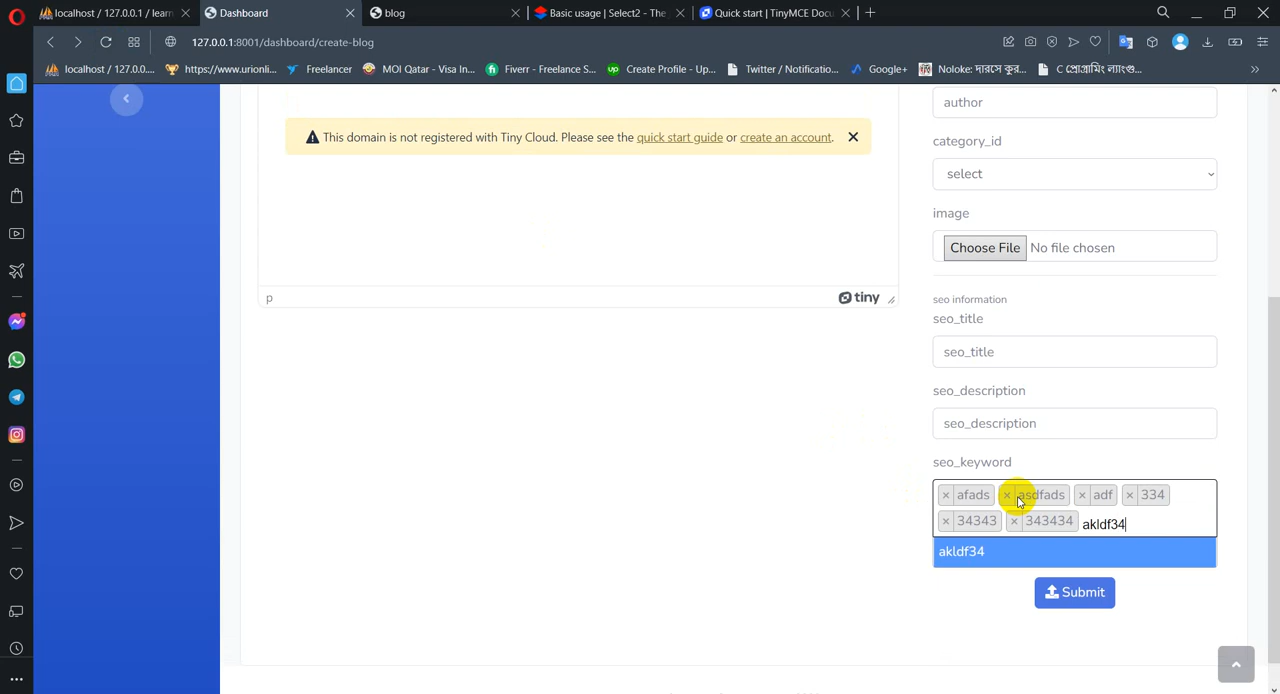 localhost / 127.0.0.1 / learn
Dashboard
blog
Basic usage | Select2 - The
Quick start | TinyMCE Docu
127.0.0.1:8001/dashboard/create-blog
localhost / 127.0.0....
https://www.urionli...
Freelancer
MOI Qatar - Visa In...
Fiverr - Freelance S...
Create Profile - Up...
Twitter / Notificatio...
Google+
Noloke: দারসে কুর...
C প্রোগ্রামিং ল্যাংগু...
author
This domain is not registered with Tiny Cloud. Please see the quick start guide or create an account.
category_id
select
image
Choose File No file chosen
p
tiny
seo information
seo_title
seo_title
seo_description
seo_description
seo_keyword
× afads × asdfads × adf × 334
× 34343 × 343434 akldf34
akldf34
Submit